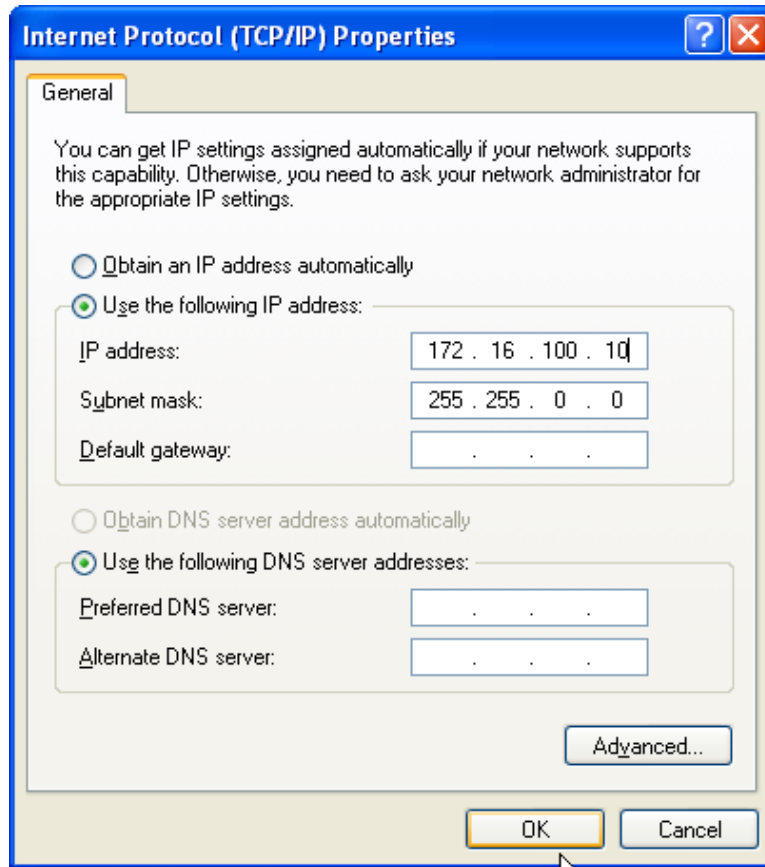 Internet Protocol (TCP/IP) Properties
General
You can get IP settings assigned automatically if your network supports
this capability. Otherwise, you need to ask your network administrator for
the appropriate IP settings.
Obtain an IP address automatically
Use the following IP address:
IP address: 172 . 16 . 100 . 10
Subnet mask: 255 . 255 . 0 . 0
Default gateway: . . .
Obtain DNS server address automatically
Use the following DNS server addresses:
Preferred DNS server: . . .
Alternate DNS server: . . .
Advanced...
OK Cancel